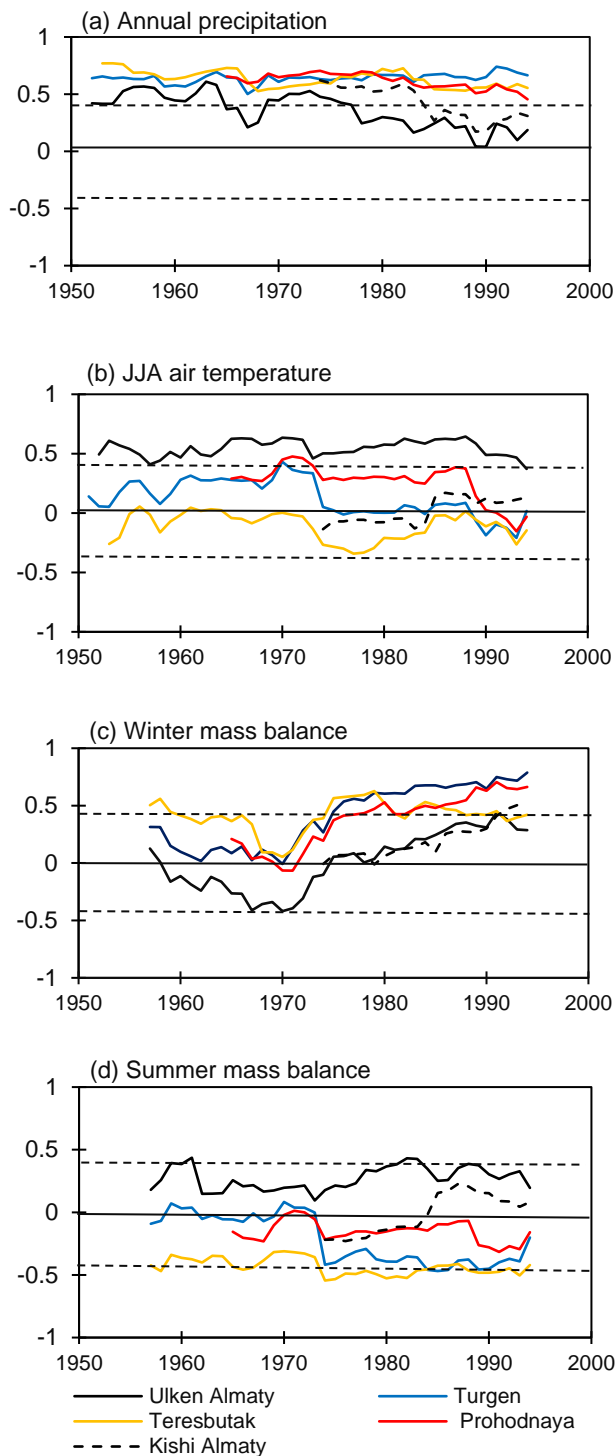 (a) Annual precipitation
1
0.5
0
-0.5
-1
1950 1960 1970 1980 1990 2000
(b) JJA air temperature
1
0.5
0
-0.5
-1
1950 1960 1970 1980 1990 2000
(c) Winter mass balance
1
0.5
0
-0.5
-1
1950 1960 1970 1980 1990 2000
(d) Summer mass balance
1
0.5
0
-0.5
-1
1950 1960 1970 1980 1990 2000
Ulken Almaty Turgen
Teresbutak Prohodnaya
Kishi Almaty